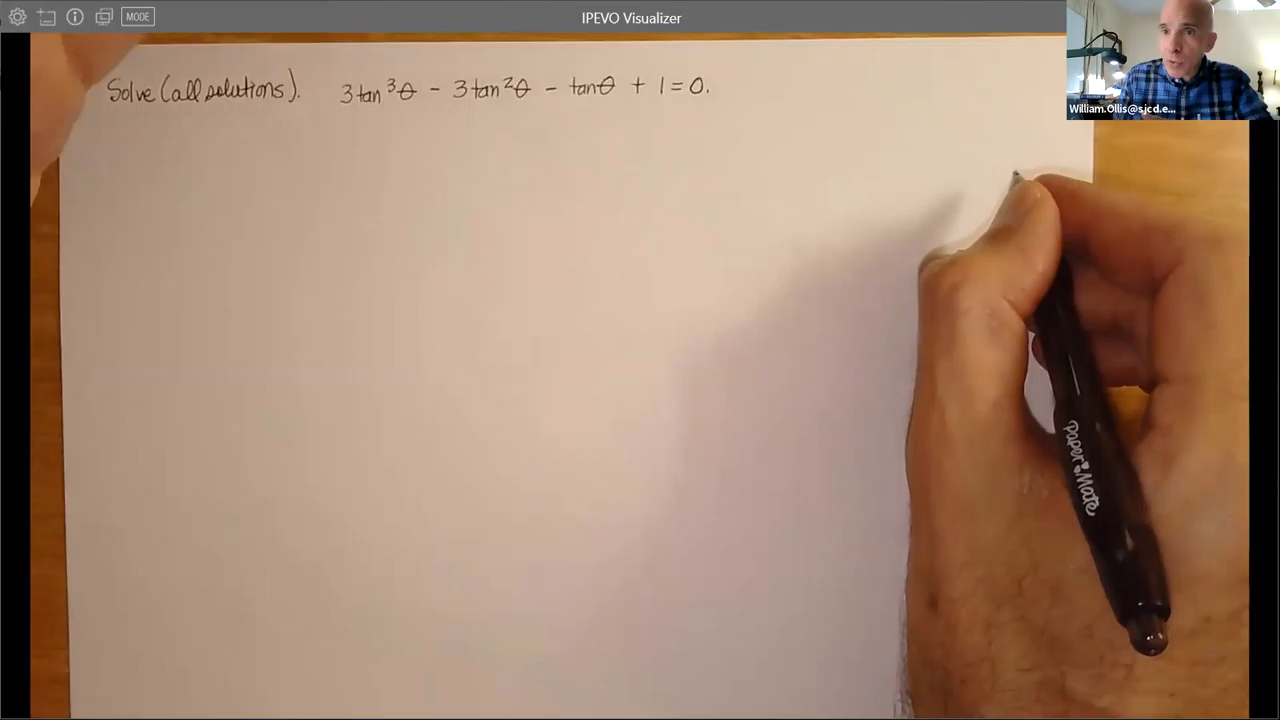 MODE
IPEVO Visualizer
Solve (all solutions). 3tan³θ - 3tan²θ - tanθ + 1 = 0.
William.Ollis@sjcd.e...
Paper Mate